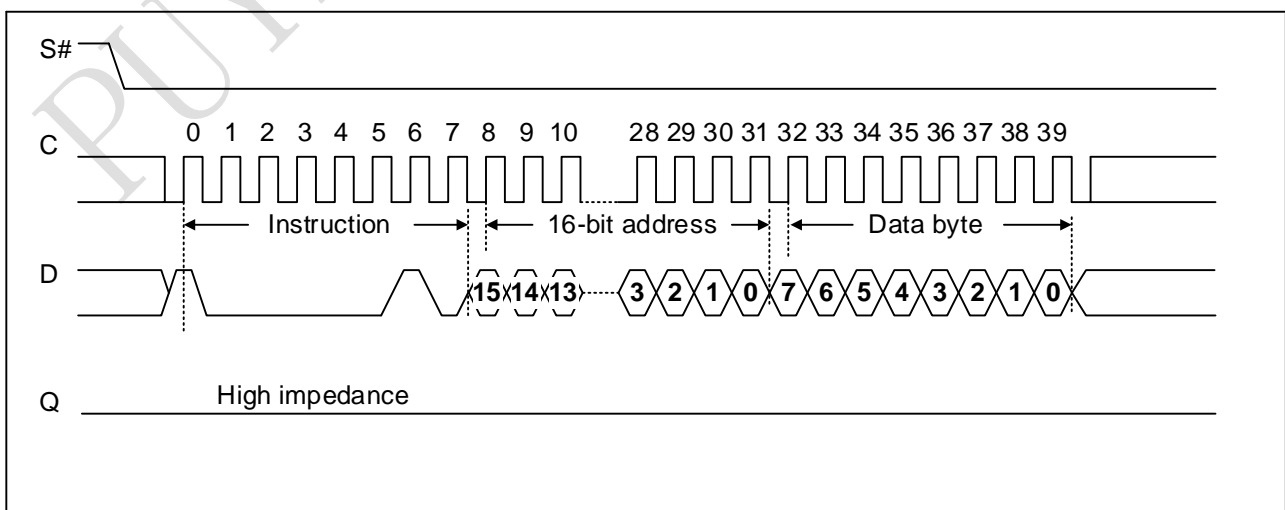 PUY
S#
C 0 1 2 3 4 5 6 7 8 9 10 28 29 30 31 32 33 34 35 36 37 38 39
Instruction 16-bit address Data byte
D 15 14 13 3 2 1 0 7 6 5 4 3 2 1 0
Q High impedance